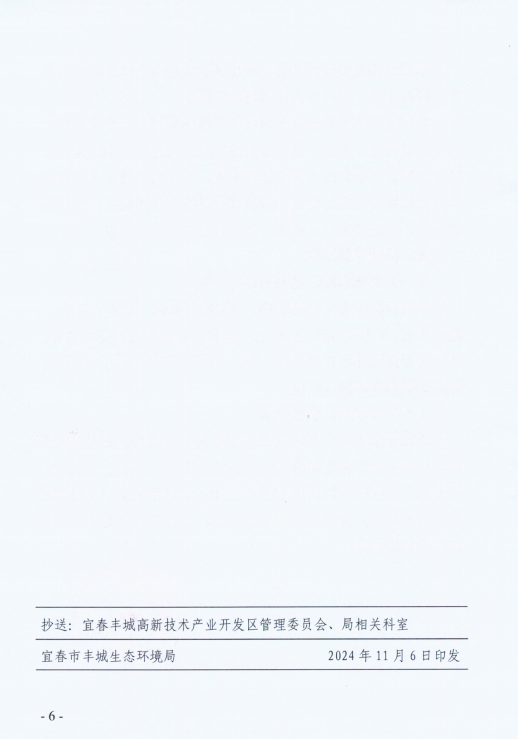 抄送：宜春丰城高新技术产业开发区管理委员会、局相关科室
宜春市丰城生态环境局 2024年11月6日印发
- 6 -